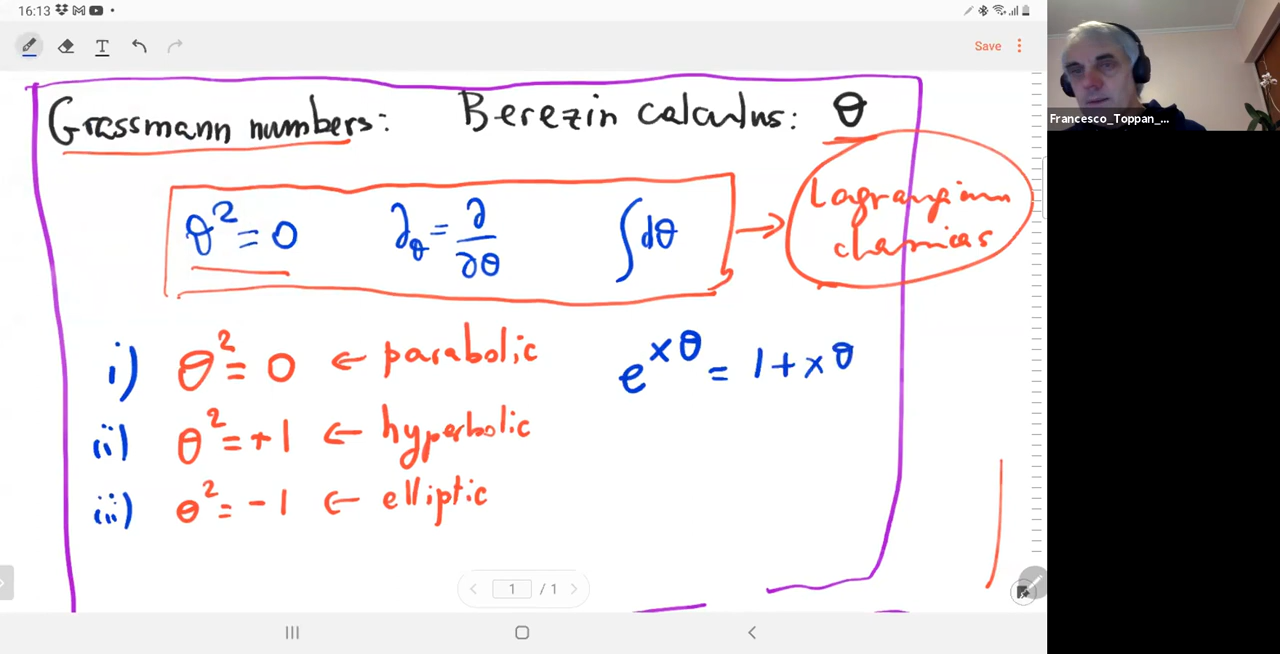 16:13
Save
Francesco_Toppan_...
Grassmann numbers: Berezin calculus: θ
θ² = 0 ∂_θ = ∂/∂θ ∫dθ →
Lagrangian
i) θ² = 0 ← parabolic e^{xθ} = 1 + xθ
ii) θ² = +1 ← hyperbolic
iii) θ² = -1 ← elliptic
1 / 1